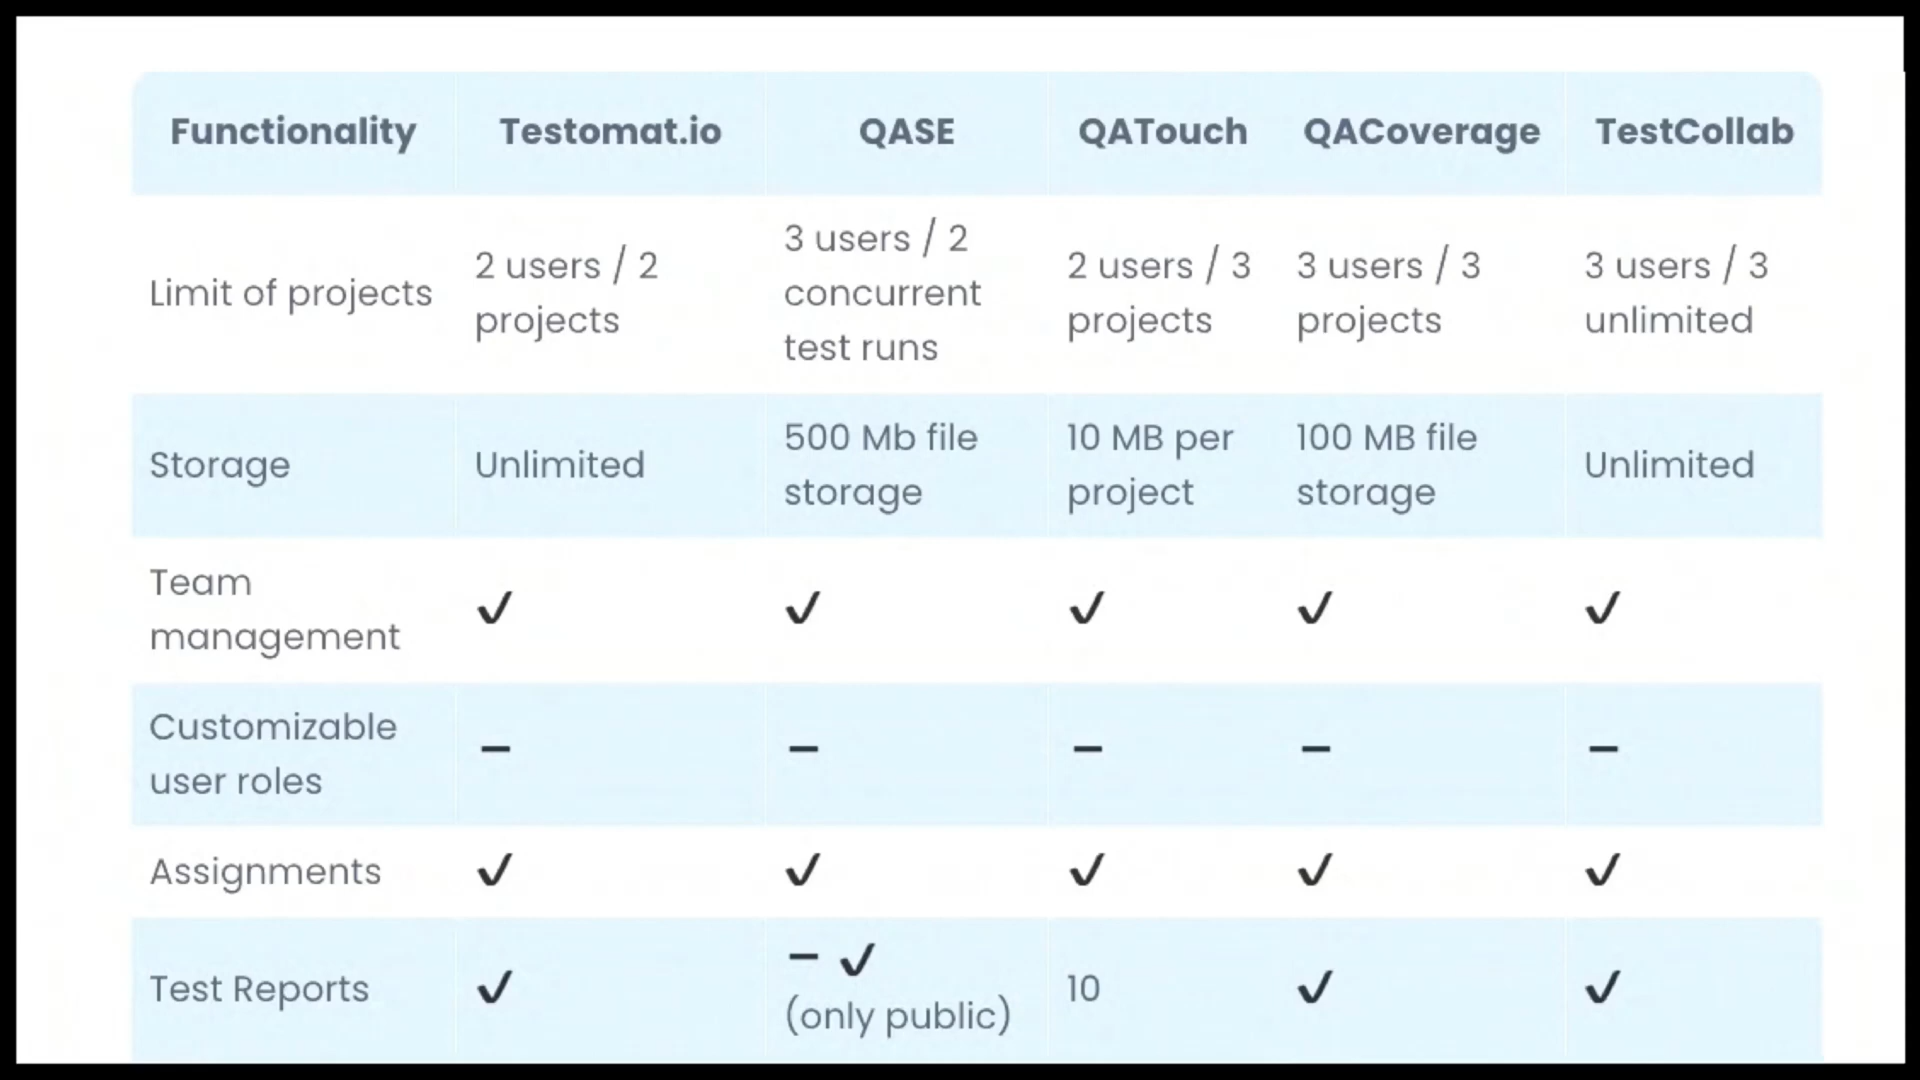 Functionality Testomat.io QASE QATouch QACoverage TestCollab
Limit of projects
2 users / 2
projects
3 users / 2
concurrent
test runs
2 users / 3
projects
3 users / 3
projects
3 users / 3
unlimited
Storage
Unlimited
500 Mb file
storage
10 MB per
project
100 MB file
storage
Unlimited
Team
management
✓ ✓ ✓ ✓ ✓
Customizable
user roles
– – – – –
Assignments ✓ ✓ ✓ ✓ ✓
Test Reports
✓
– ✓
(only public)
10
✓
✓